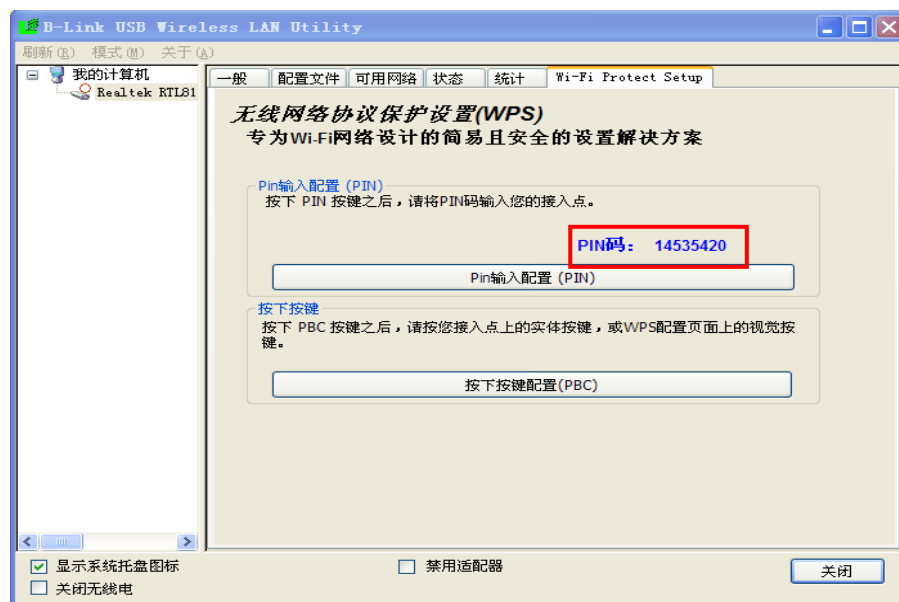 B-Link USB Wireless LAN Utility
刷新(R) 模式(M) 关于(A)
我的计算机
Realtek RTL81
一般 配置文件 可用网络 状态 统计 Wi-Fi Protect Setup
无线网络协议保护设置(WPS)
专为Wi-Fi网络设计的简易且安全的设置解决方案
Pin输入配置 (PIN)
按下 PIN 按键之后，请将PIN码输入您的接入点。
PIN码： 14535420
Pin输入配置 (PIN)
按下按键
按下 PBC 按键之后，请按您接入点上的实体按键，或WPS配置页面上的视觉按
键。
按下按键配置(PBC)
显示系统托盘图标
禁用适配器
关闭
关闭无线电